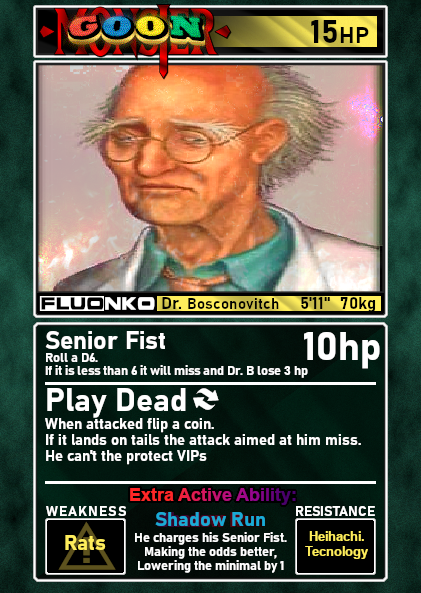 MONSTER
GOON
15HP
FLUONKO Dr. Bosconovitch 5'11" 70kg
Senior Fist 10hp
Roll a D6.
If it is less than 6 it will miss and Dr. B lose 3 hp
Play Dead
When attacked flip a coin.
If it lands on tails the attack aimed at him miss.
He can't the protect VIPs
Extra Active Ability:
WEAKNESS
Rats
Shadow Run
He charges his Senior Fist.
Making the odds better,
Lowering the minimal by 1
RESISTANCE
Heihachi.
Tecnology